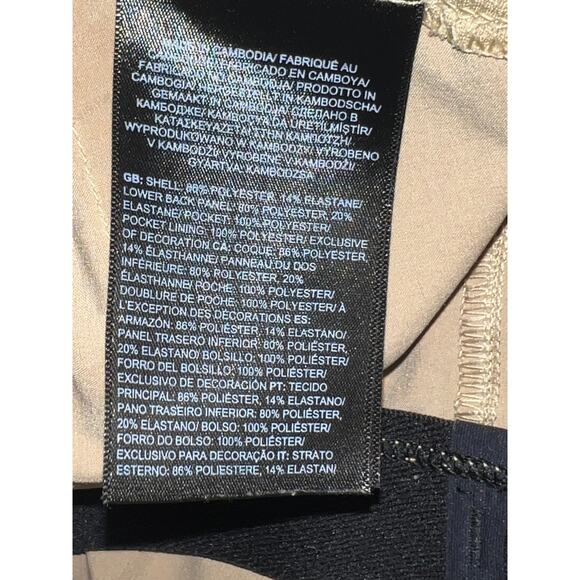 MADE IN CAMBODIA/ FABRIQUÉ AU
FABRICADO EN CAMBOYA/
PRODOTTO IN
CAMBOGIA/ IN KAMBODSCHA/
GEMAAKT IN СДЕЛАНО В
КАМБОДЖЕ/ ÜRETİLMİŞTİR/
ΚΑΤΑΣΚΕΥΑΖΕΤΑΙ ΣΤΗΝ ΚΑΜΠΟΤΖΗ/
WYPRODUKOWANO W KAMBODŻY/ VYROBENO
V KAMBODŽI/ VYROBENÉ V KAMBODŽI/
GYÁRTVA: KAMBODZSA
GB: SHELL: 86% POLYESTER, 14% ELASTANE/
LOWER BACK PANEL: 80% POLYESTER, 20%
ELASTANE/ POCKET: 100% POLYESTER/
POCKET LINING: 100% POLYESTER/ EXCLUSIVE
OF DECORATION CA: COQUE: 86% POLYESTER,
14% ÉLASTHANNE/ PANNEAU DU DOS
INFÉRIEURE: 80% POLYESTER, 20%
ÉLASTHANNE/ POCHE: 100% POLYESTER/
DOUBLURE DE POCHE: 100% POLYESTER/ À
L'EXCEPTION DES DÉCORATIONS ES:
ARMAZÓN: 86% POLIÉSTER, 14% ELASTANO/
PANEL TRASERO INFERIOR: 80% POLIÉSTER,
20% ELASTANO/ BOLSILLO: 100% POLIÉSTER/
FORRO DEL BOLSILLO: 100% POLIÉSTER/
EXCLUSIVO DE DECORACIÓN PT: TECIDO
PRINCIPAL: 86% POLIÉSTER, 14% ELASTANO/
PANO TRASEIRO INFERIOR: 80% POLIÉSTER,
20% ELASTANO/ BOLSO: 100% POLIÉSTER/
FORRO DO BOLSO: 100% POLIÉSTER/
EXCLUSIVO PARA DECORAÇÃO IT: STRATO
ESTERNO: 86% POLIESTERE, 14% ELASTAN/